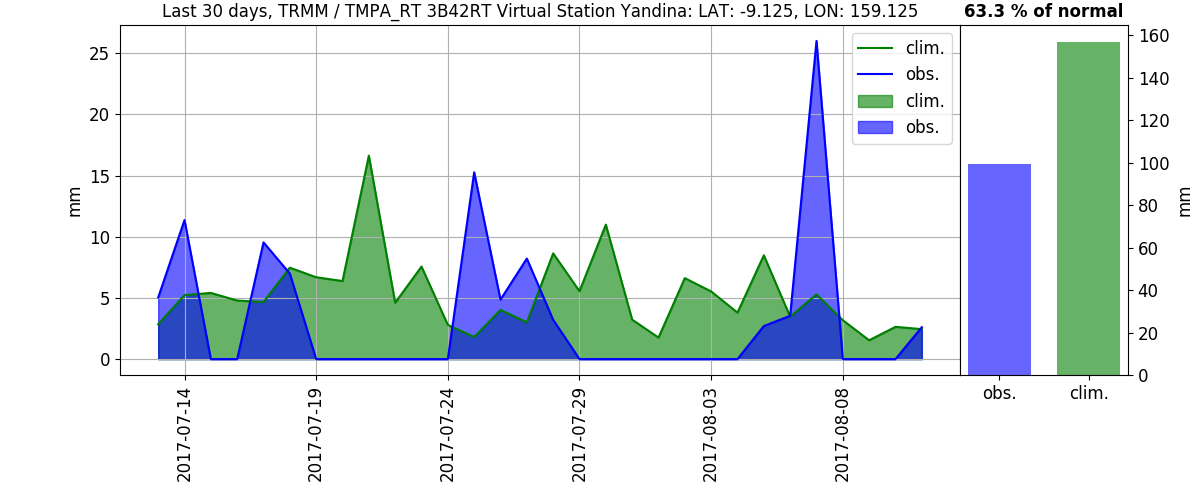 Last 30 days, TRMM / TMPA_RT 3B42RT Virtual Station Yandina: LAT: -9.125, LON: 159.125
63.3 % of normal
mm
25
20
15
10
5
0
2017-07-14
2017-07-19
2017-07-24
2017-07-29
2017-08-03
2017-08-08
clim.
obs.
clim.
obs.
160
140
120
100
80
60
40
20
0
mm
obs.
clim.